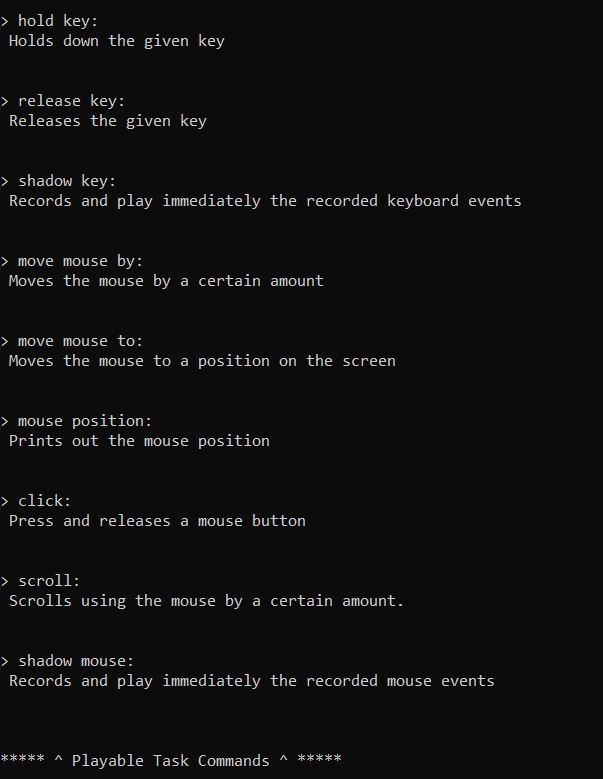 > hold key:
Holds down the given key
> release key:
Releases the given key
> shadow key:
Records and play immediately the recorded keyboard events
> move mouse by:
Moves the mouse by a certain amount
> move mouse to:
Moves the mouse to a position on the screen
> mouse position:
Prints out the mouse position
> click:
Press and releases a mouse button
> scroll:
Scrolls using the mouse by a certain amount.
> shadow mouse:
Records and play immediately the recorded mouse events
***** ^ Playable Task Commands ^ *****